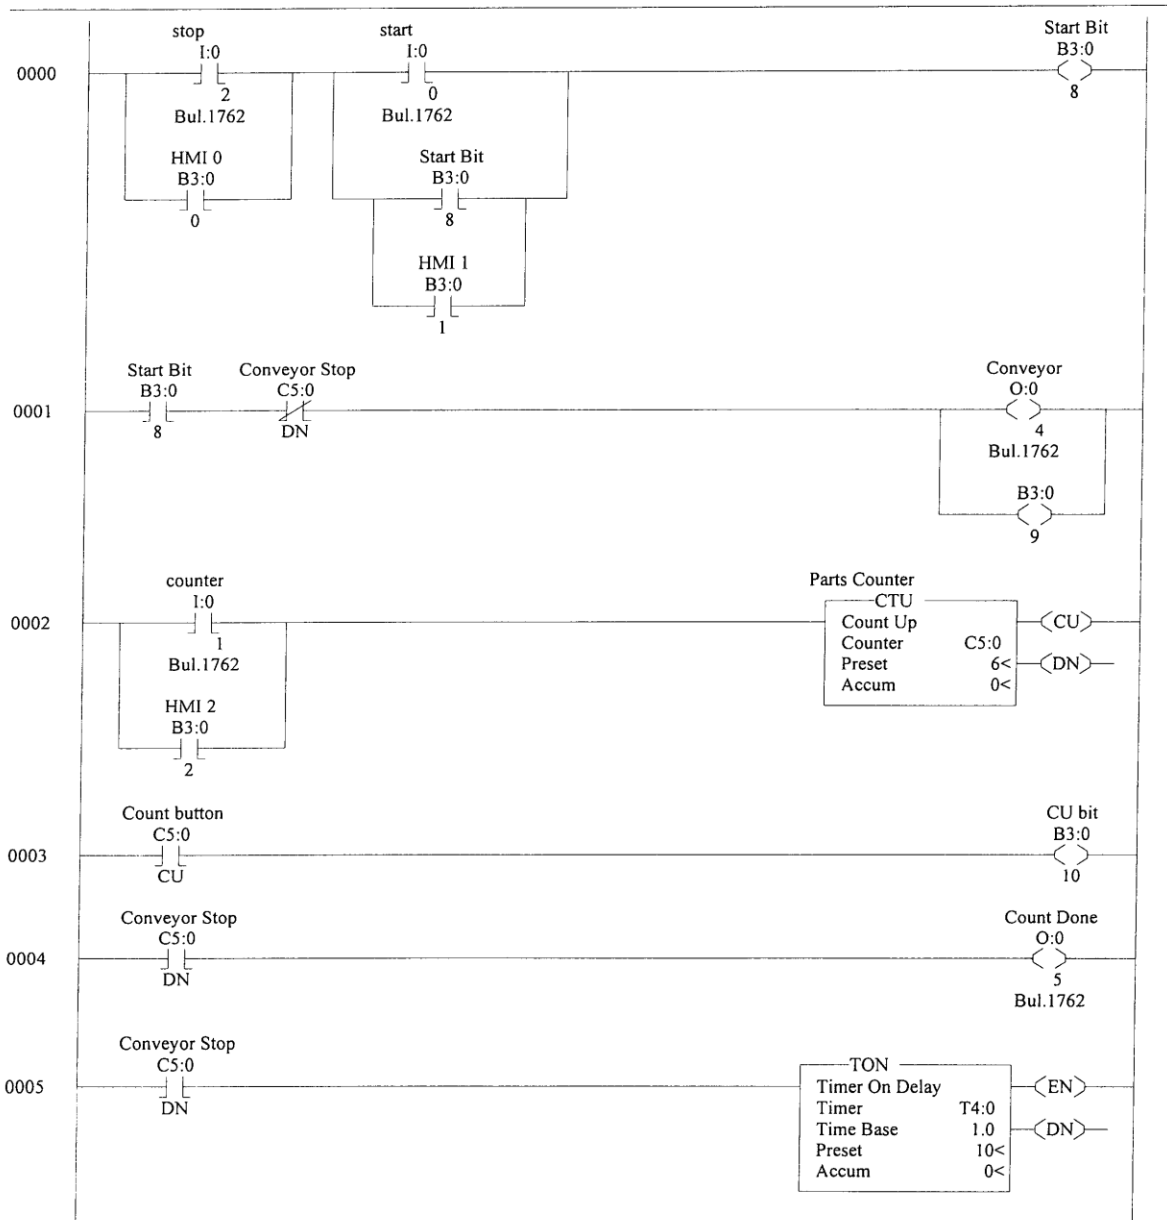 stop
I:0
2
Bul.1762
HMI 0
B3:0
0
start
I:0
0
Bul.1762
Start Bit
B3:0
8
HMI 1
B3:0
1
Start Bit
B3:0
8
0000
0001
Start Bit
B3:0
8
Conveyor Stop
C5:0
DN
Conveyor
O:0
4
Bul.1762
B3:0
9
0002
counter
I:0
1
Bul.1762
HMI 2
B3:0
2
Parts Counter
CTU
Count Up
Counter C5:0
Preset 6<
Accum 0<
CU
DN
0003
Count button
C5:0
CU
CU bit
B3:0
10
0004
Conveyor Stop
C5:0
DN
Count Done
O:0
5
Bul.1762
0005
Conveyor Stop
C5:0
DN
TON
Timer On Delay
Timer T4:0
Time Base 1.0
Preset 10<
Accum 0<
EN
DN